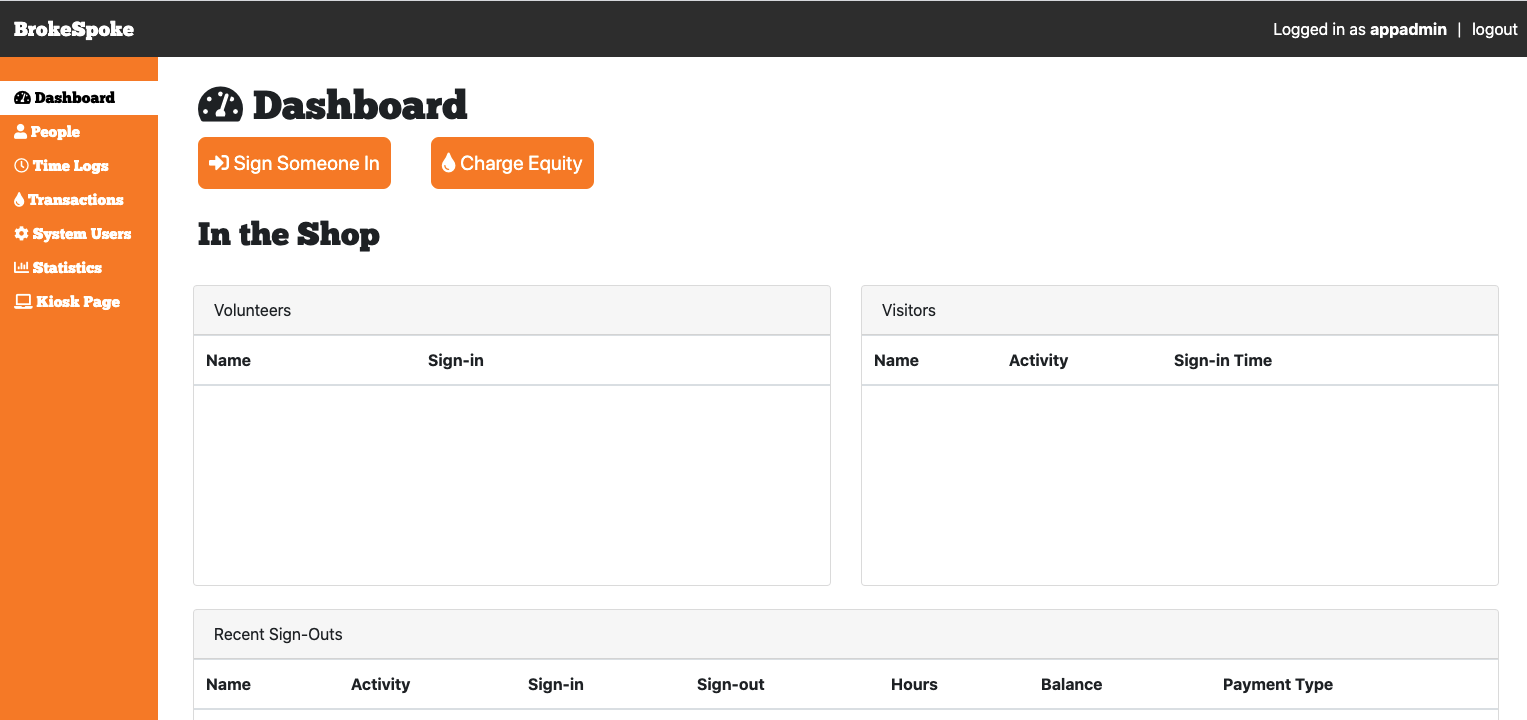 BrokeSpoke
Logged in as appadmin | logout
Dashboard
People
Time Logs
Transactions
System Users
Statistics
Kiosk Page
Dashboard
Sign Someone In
Charge Equity
In the Shop
Volunteers
Name Sign-in
Visitors
Name Activity Sign-in Time
Recent Sign-Outs
Name Activity Sign-in Sign-out Hours Balance Payment Type